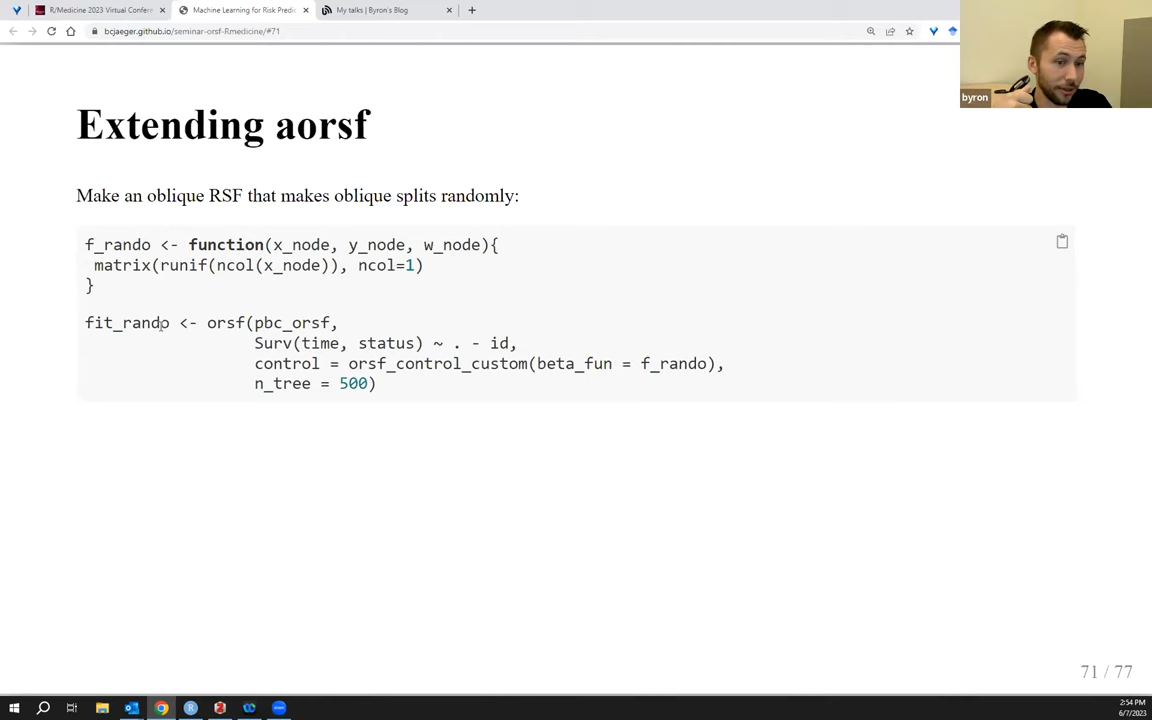 R/Medicine 2023 Virtual Confere
Machine Learning for Risk Predic
My talks | Byron's Blog
bcjaeger.github.io/seminar-orsf-Rmedicine/#71
byron
Extending aorsf
Make an oblique RSF that makes oblique splits randomly:
f_rando <- function(x_node, y_node, w_node){
matrix(runif(ncol(x_node)), ncol=1)
}
fit_rando <- orsf(pbc_orsf,
Surv(time, status) ~ . - id,
control = orsf_control_custom(beta_fun = f_rando),
n_tree = 500)
71 / 77
2:54 PM
6/7/2023